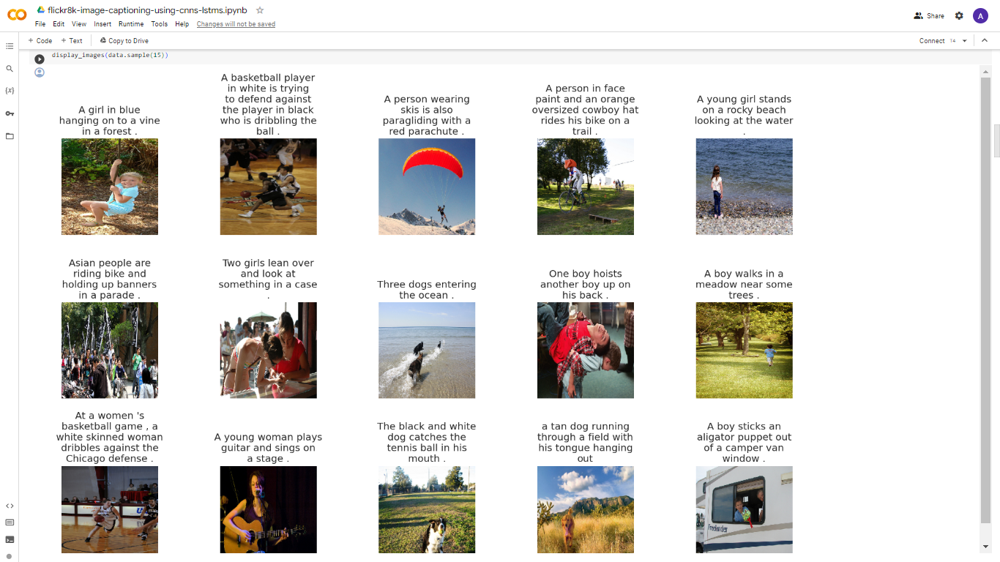 flickr8k-image-captioning-using-cnns-lstms.ipynb
Share
A
File Edit View Insert Runtime Tools Help Changes will not be saved
+ Code + Text Copy to Drive
Connect T4
display_images(data.sample(15))
{x}
A girl in blue
hanging on to a vine
in a forest .
A basketball player
in white is trying
to defend against
the player in black
who is dribbling the
ball .
A person wearing
skis is also
paragliding with a
red parachute .
A person in face
paint and an orange
oversized cowboy hat
rides his bike on a
trail .
A young girl stands
on a rocky beach
looking at the water
.
Asian people are
riding bike and
holding up banners
in a parade .
Two girls lean over
and look at
something in a case
.
Three dogs entering
the ocean .
One boy hoists
another boy up on
his back .
A boy walks in a
meadow near some
trees .
At a women 's
basketball game , a
white skinned woman
dribbles against the
Chicago defense .
A young woman plays
guitar and sings on
a stage .
The black and white
dog catches the
tennis ball in his
mouth .
a tan dog running
through a field with
his tongue hanging
out
A boy sticks an
aligator puppet out
of a camper van
window .
Freelander